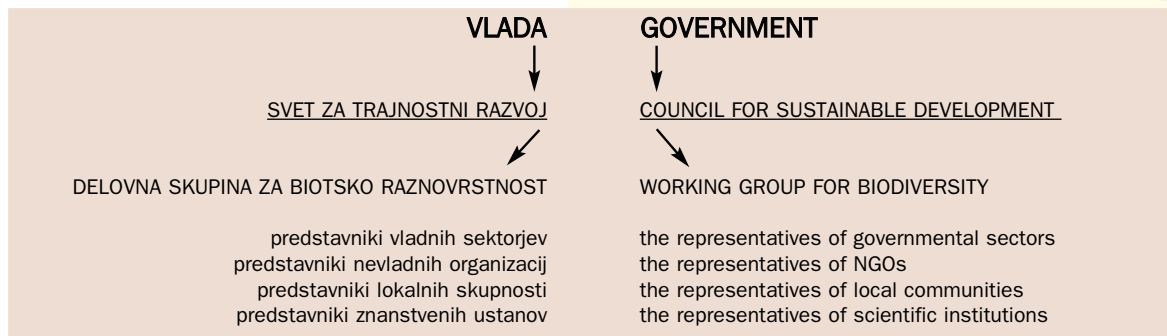 VLADA
SVET ZA TRAJNOSTNI RAZVOJ
DELOVNA SKUPINA ZA BIOTSKO RAZNOVRSTNOST
predstavniki vladnih sektorjev
predstavniki nevladnih organizacij
predstavniki lokalnih skupnosti
predstavniki znanstvenih ustanov
GOVERNMENT
COUNCIL FOR SUSTAINABLE DEVELOPMENT
WORKING GROUP FOR BIODIVERSITY
the representatives of governmental sectors
the representatives of NGOs
the representatives of local communities
the representatives of scientific institutions